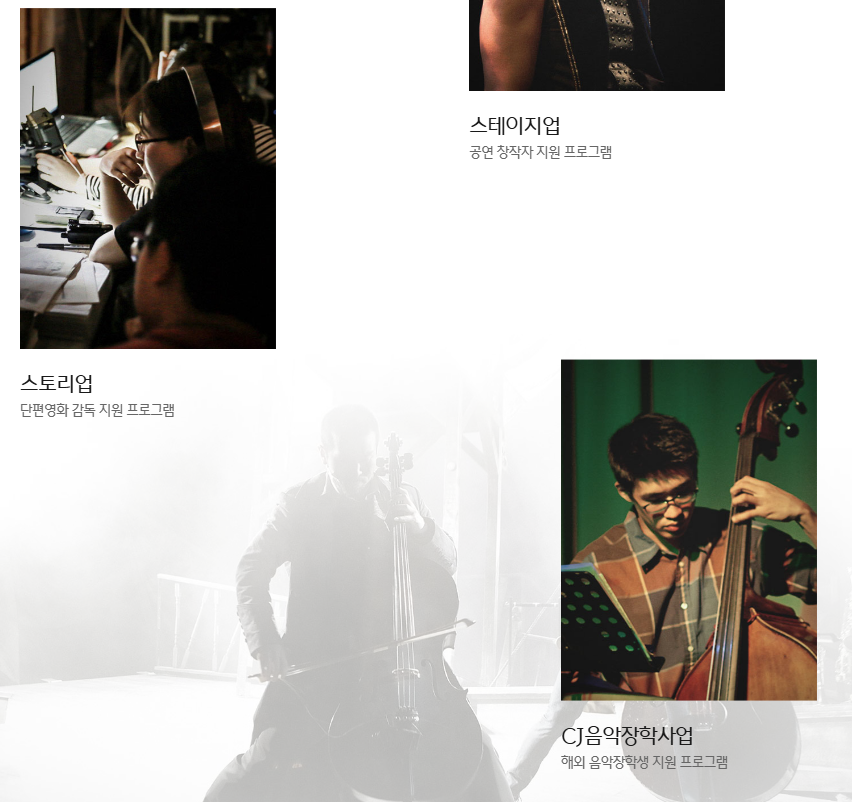 스테이지업
공연 창작자 지원 프로그램
스토리업
단편영화 감독 지원 프로그램
CJ음악장학사업
해외 음악장학생 지원 프로그램